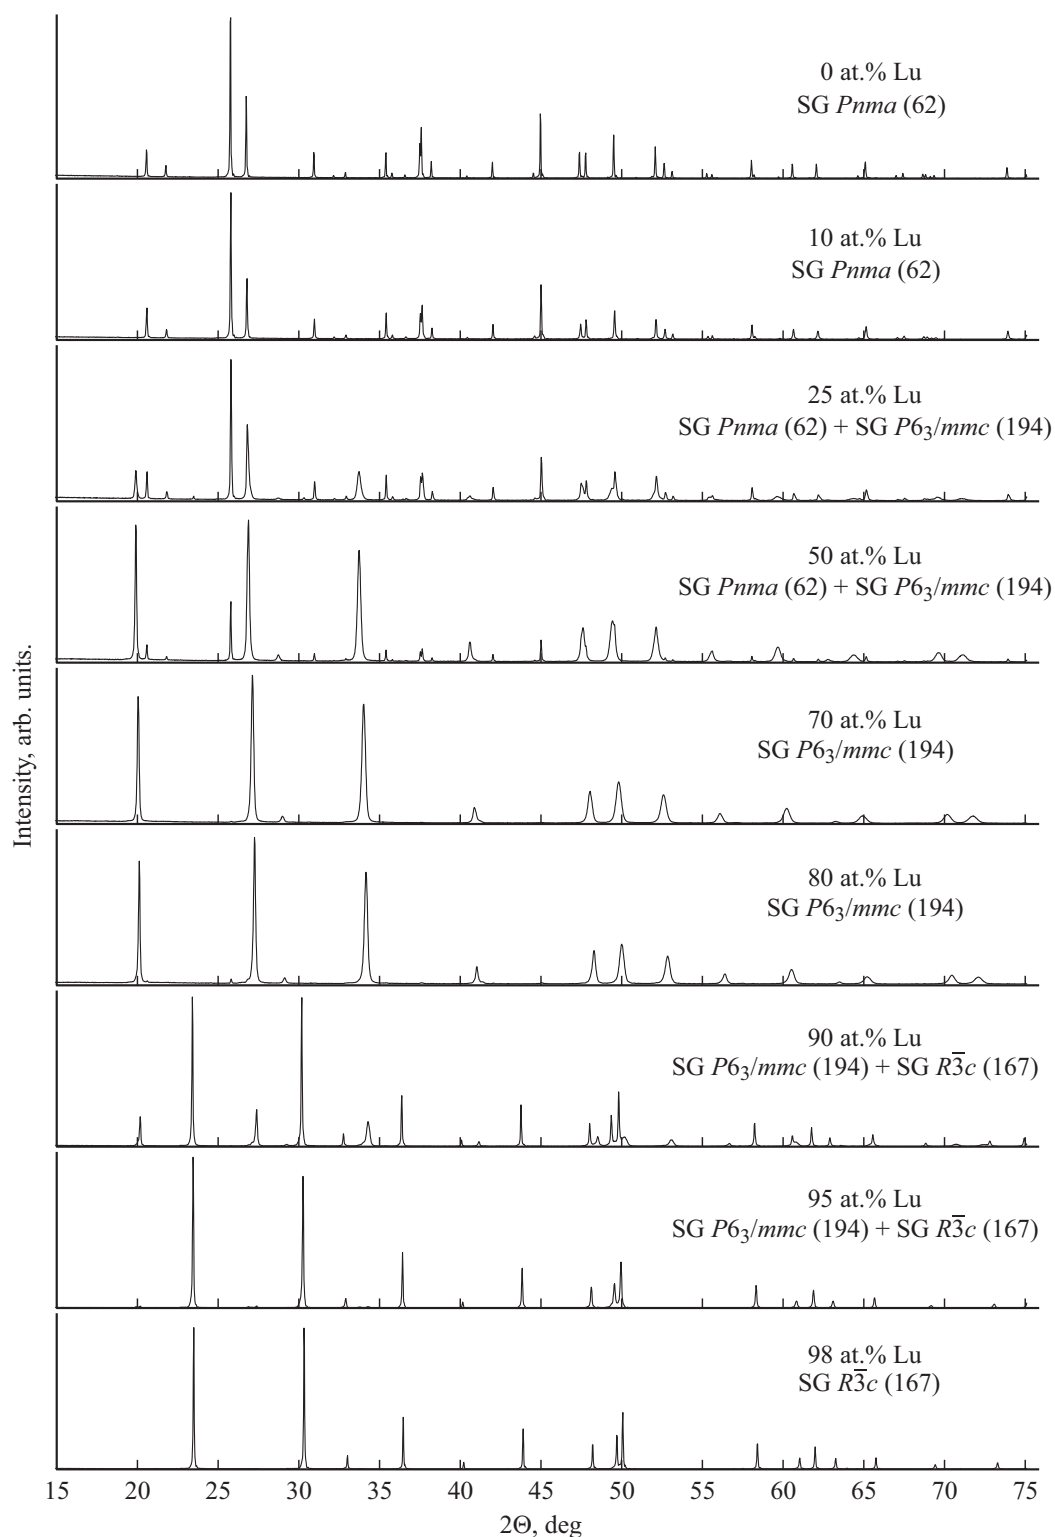 0 at.% Lu
SG Pnma (62)
10 at.% Lu
SG Pnma (62)
25 at.% Lu
SG Pnma (62) + SG P6₃/mmc (194)
50 at.% Lu
SG Pnma (62) + SG P6₃/mmc (194)
70 at.% Lu
SG P6₃/mmc (194)
80 at.% Lu
SG P6₃/mmc (194)
90 at.% Lu
SG P6₃/mmc (194) + SG R3̅c (167)
95 at.% Lu
SG P6₃/mmc (194) + SG R3̅c (167)
98 at.% Lu
SG R3̅c (167)
Intensity, arb. units.
15 20 25 30 35 40 45 50 55 60 65 70 75
2Θ, deg